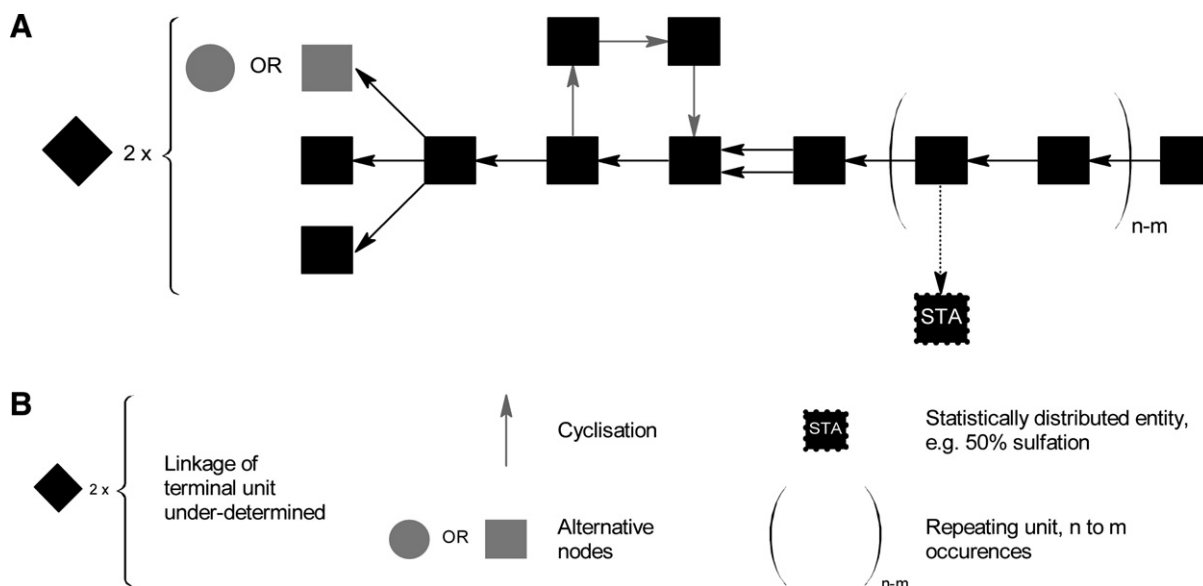 A
OR
2 x
n-m
STA
B
2 x
Linkage of
terminal unit
under-determined
Cyclisation
OR
Alternative
nodes
STA
Statistically distributed entity,
e.g. 50% sulfation
n-m
Repeating unit, n to m
occurences